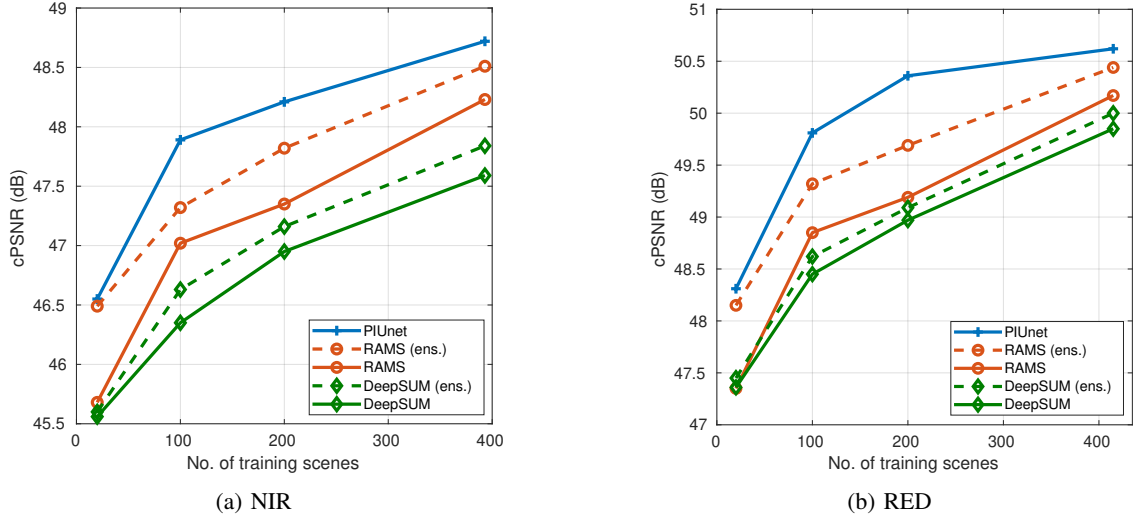 49
48.5
48
47.5
47
46.5
46
45.5
cPSNR (dB)
0 100 200 300 400
No. of training scenes
PIUnet
RAMS (ens.)
RAMS
DeepSUM (ens.)
DeepSUM
(a) NIR
51
50.5
50
49.5
49
48.5
48
47.5
47
cPSNR (dB)
0 100 200 300 400
No. of training scenes
PIUnet
RAMS (ens.)
RAMS
DeepSUM (ens.)
DeepSUM
(b) RED